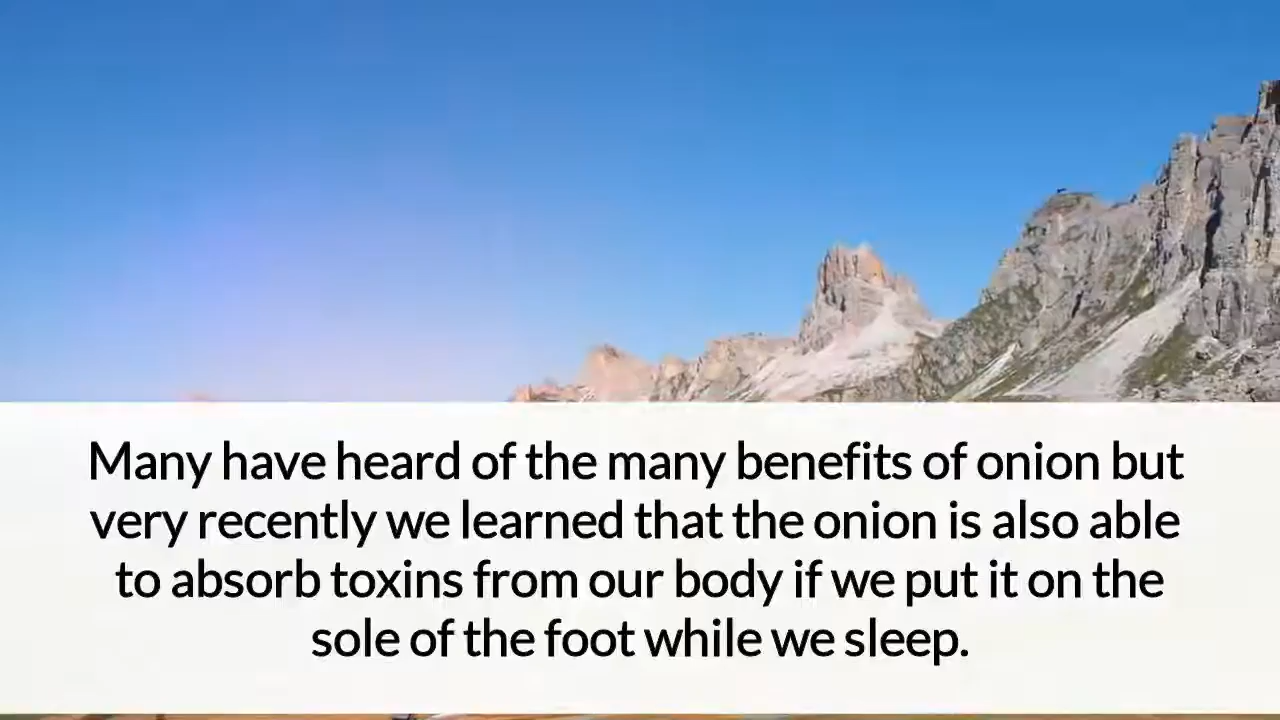 Many have heard of the many benefits of onion but
very recently we learned that the onion is also able
to absorb toxins from our body if we put it on the
sole of the foot while we sleep.